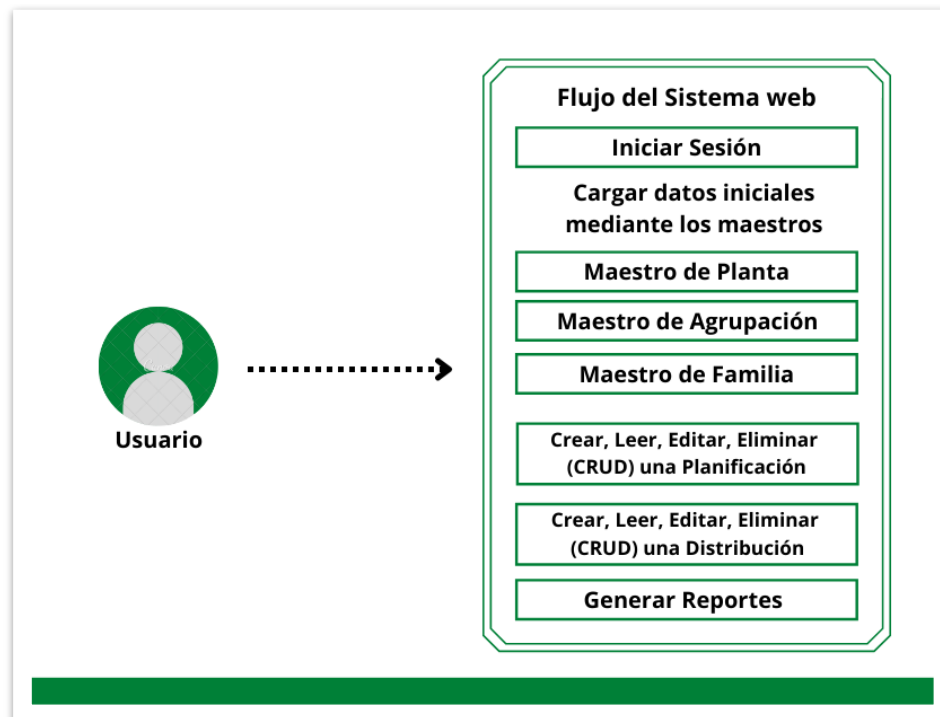 Flujo del Sistema web
Iniciar Sesión
Cargar datos iniciales
mediante los maestros
Maestro de Planta
Maestro de Agrupación
Maestro de Familia
Usuario
Crear, Leer, Editar, Eliminar
(CRUD) una Planificación
Crear, Leer, Editar, Eliminar
(CRUD) una Distribución
Generar Reportes